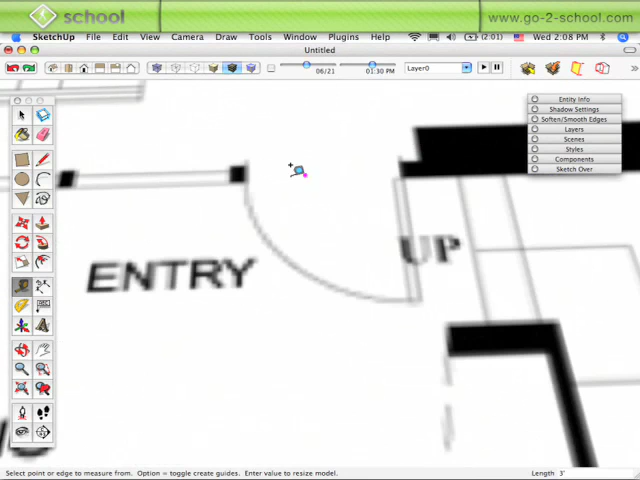 school
www.go-2-school.com
SketchUp File Edit View Camera Draw Tools Window Plugins Help (2:01) Wed 2:08 PM
Untitled
06/21 01:30 PM Layer0
Entity Info
Shadow Settings
Soften/Smooth Edges
Layers
Scenes
Styles
Components
Sketch Over
UP
ENTRY
Select point or edge to measure from. Option = toggle create guides. Enter value to resize model. Length 3'